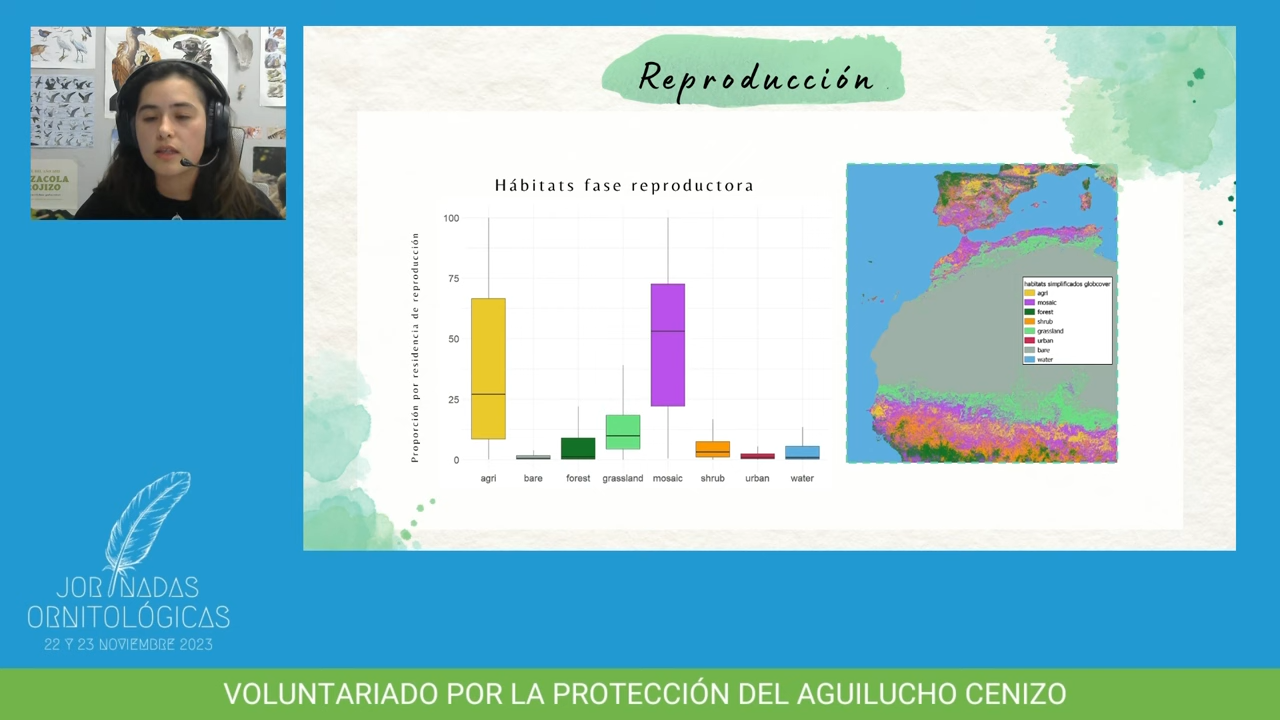 ZACOLA
OJIZO
Reproducción
Hábitats fase reproductora
Proporción por residencia de reproducción
100
75
50
25
0
agri
bare
forest
grassland
mosaic
shrub
urban
water
habitats simplificados globcover
agri
mosaic
forest
shrub
grassland
urban
bare
water
JORNADAS
ORNITOLÓGICAS
22 Y 23 NOVIEMBRE 2023
VOLUNTARIADO POR LA PROTECCIÓN DEL AGUILUCHO CENIZO